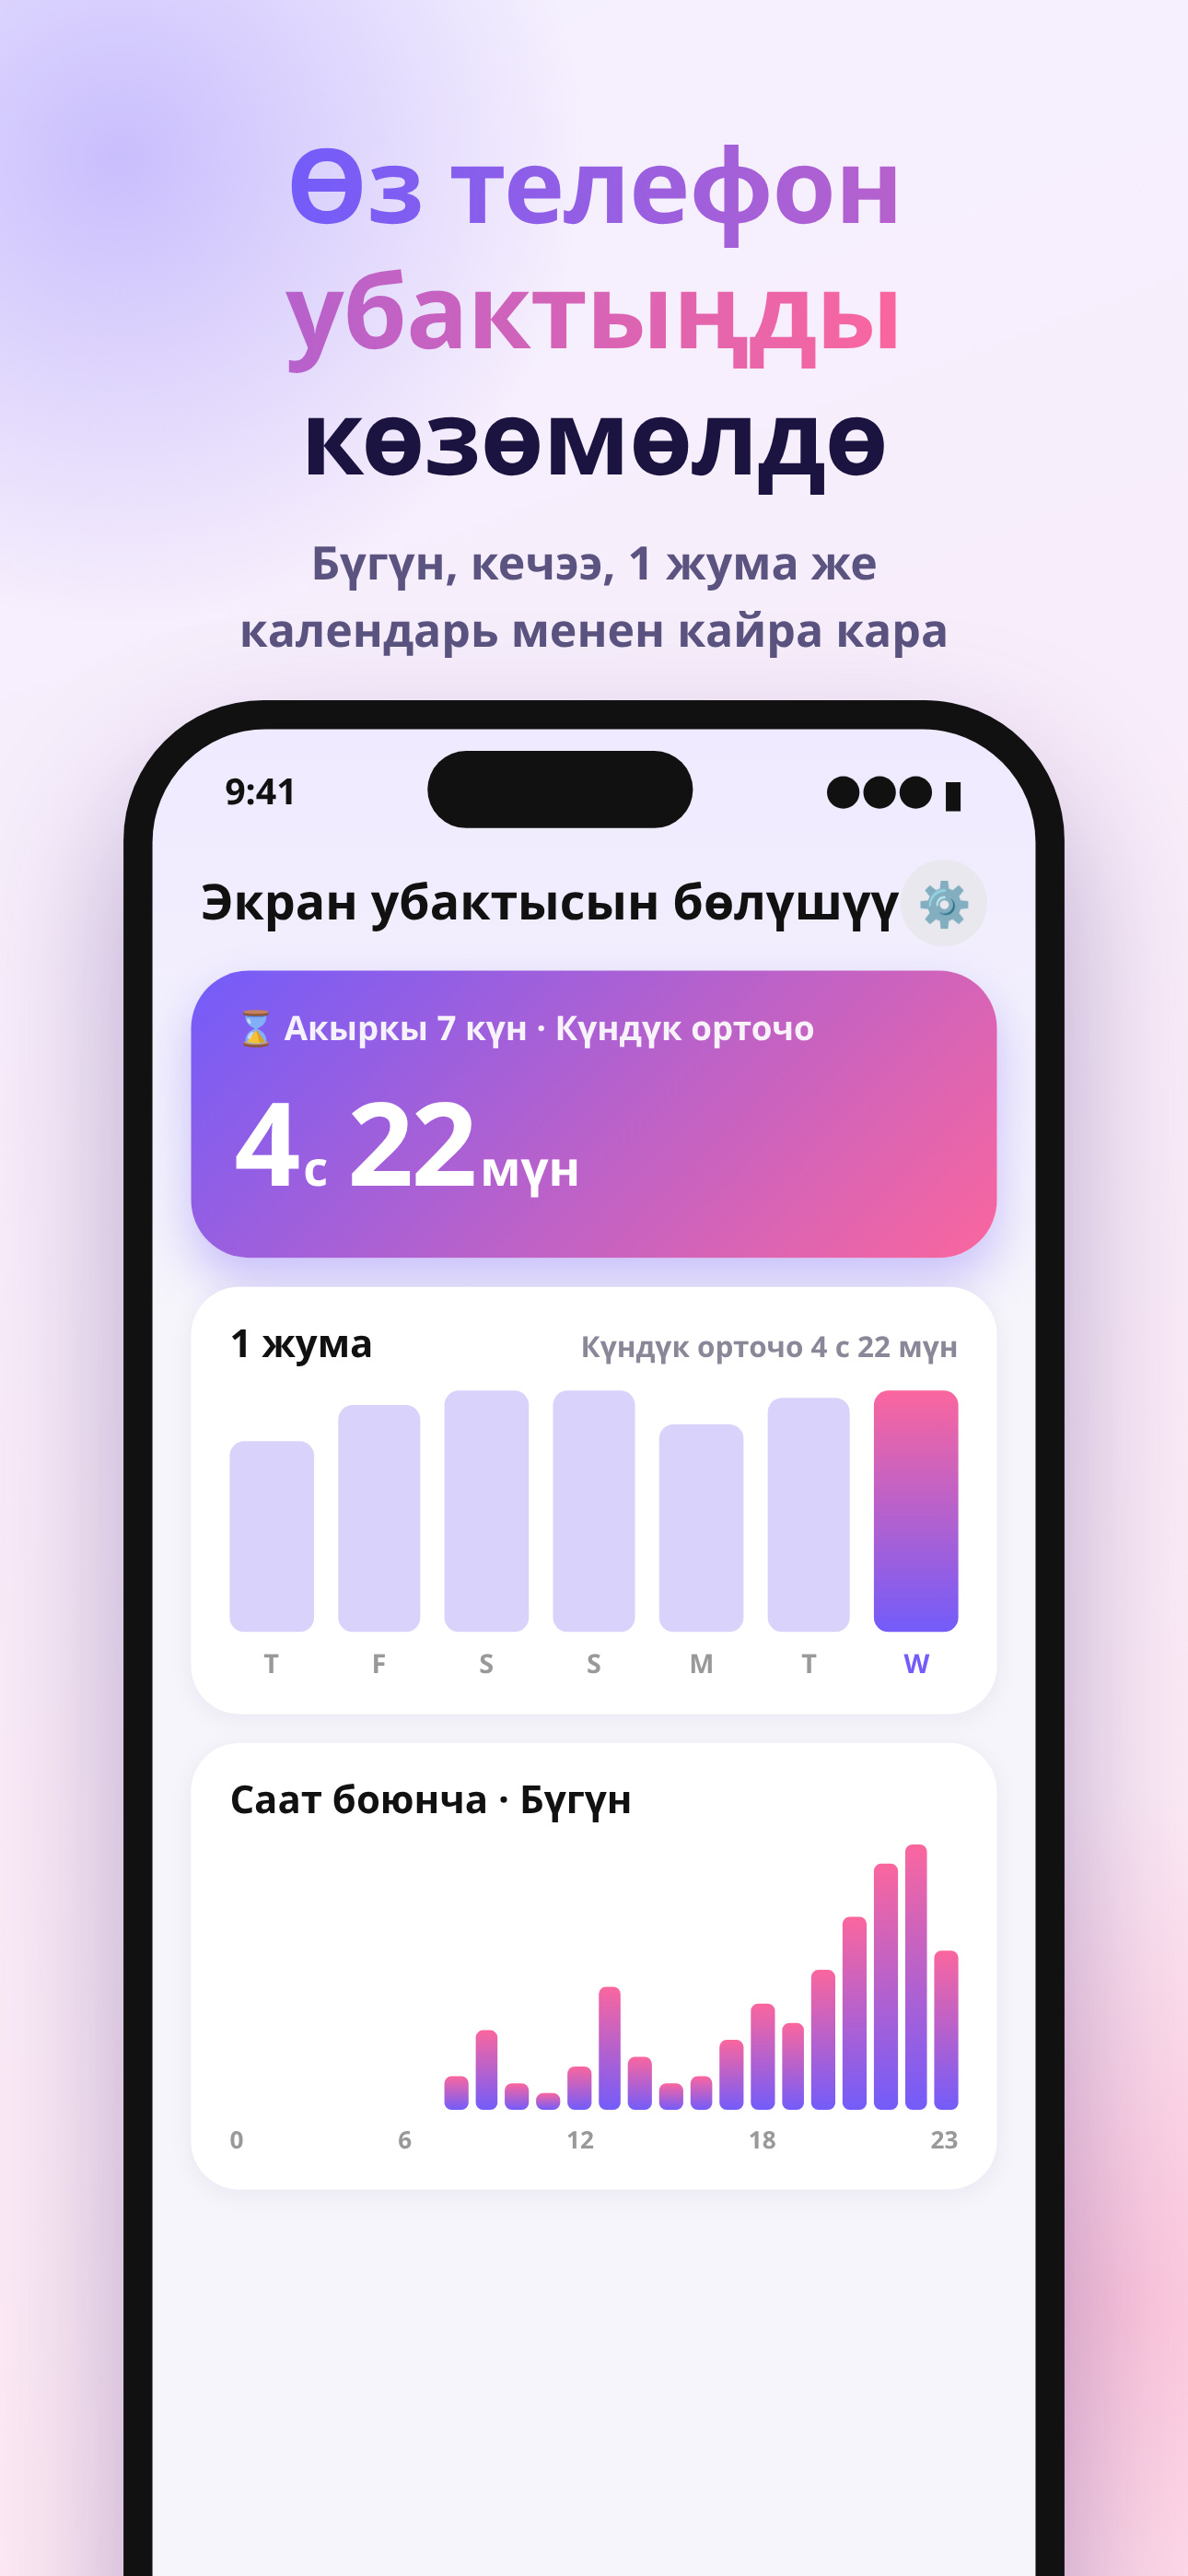 Өз телефон
убактыңды
көзөмөлдө
Бүгүн, кечээ, 1 жума же
календарь менен кайра кара
9:41
Экран убактысын бөлүшүү
⌛ Акыркы 7 күн · Күндүк орточо
4с 22мүн
1 жума
Күндүк орточо 4 с 22 мүн
T F S S M T W
Саат боюнча · Бүгүн
0 6 12 18 23